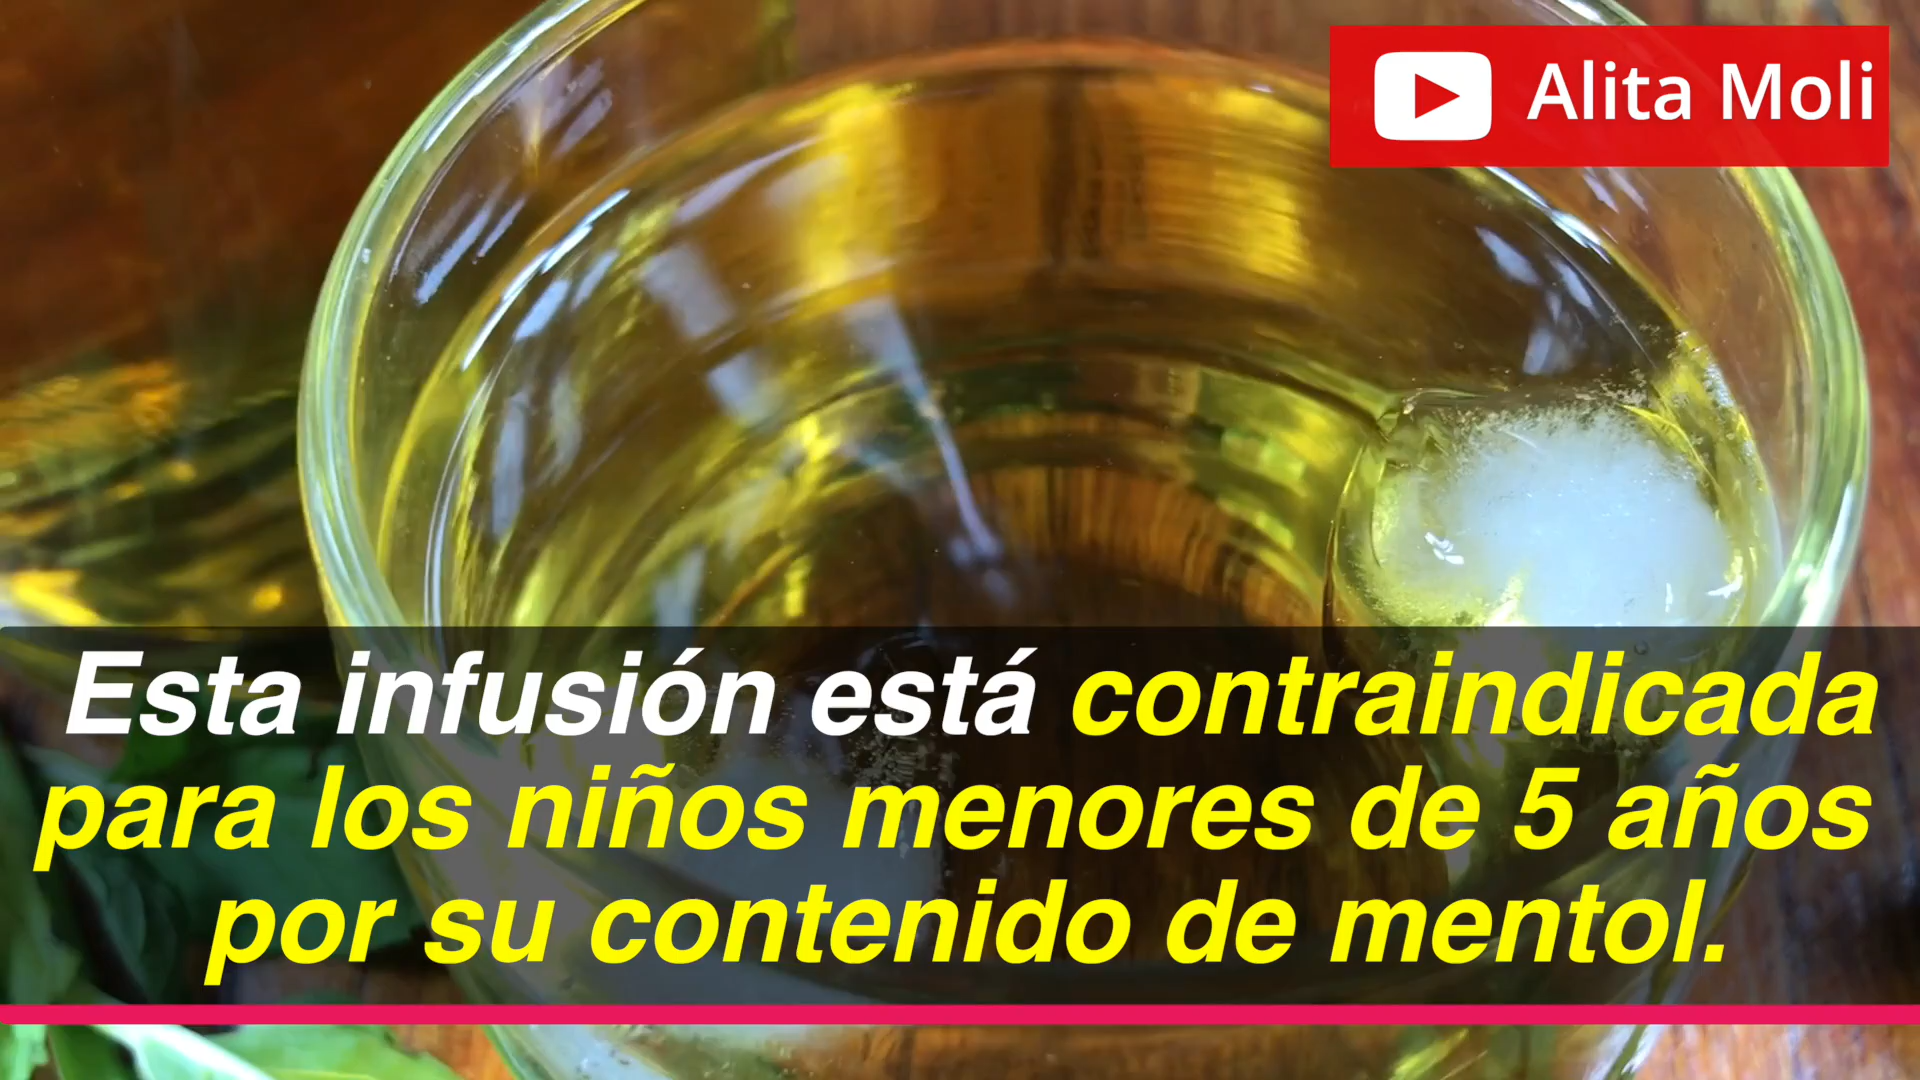 Alita Moli
Esta infusión está contraindicada
para los niños menores de 5 años
por su contenido de mentol.